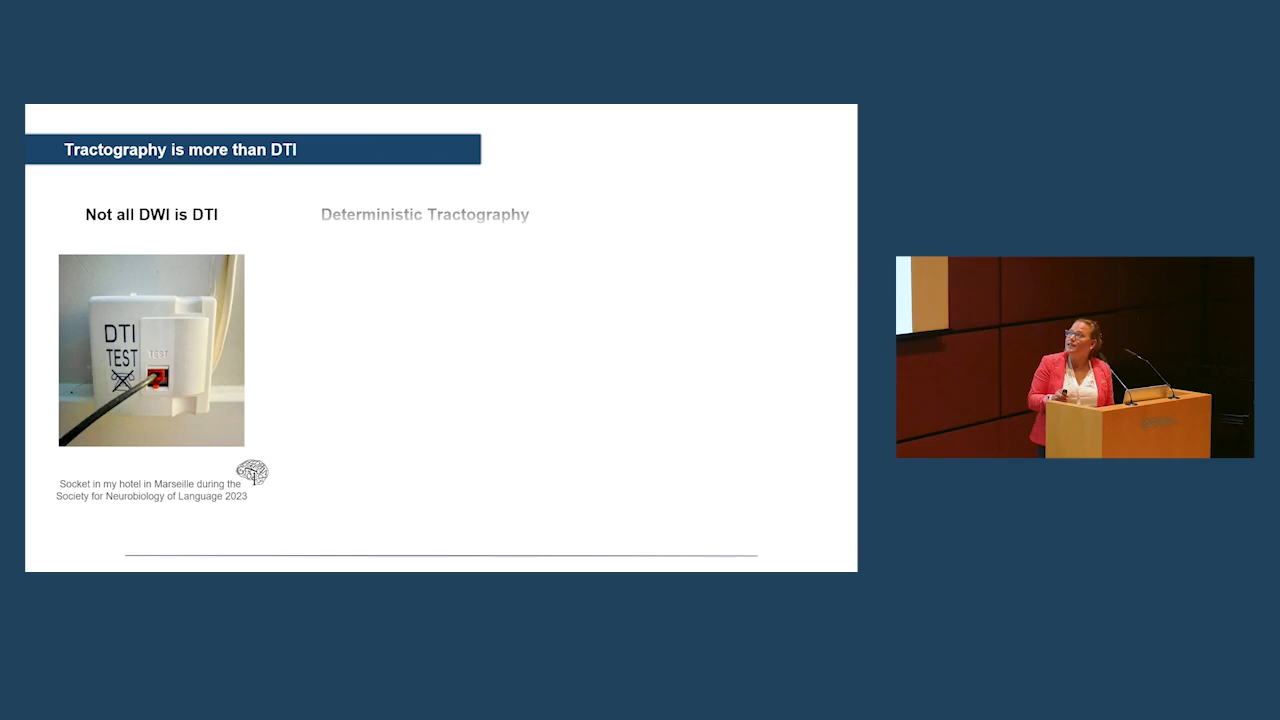 Tractography is more than DTI
Not all DWI is DTI
Deterministic Tractography
DTI
TEST
TEST
Socket in my hotel in Marseille during the
Society for Neurobiology of Language 2023